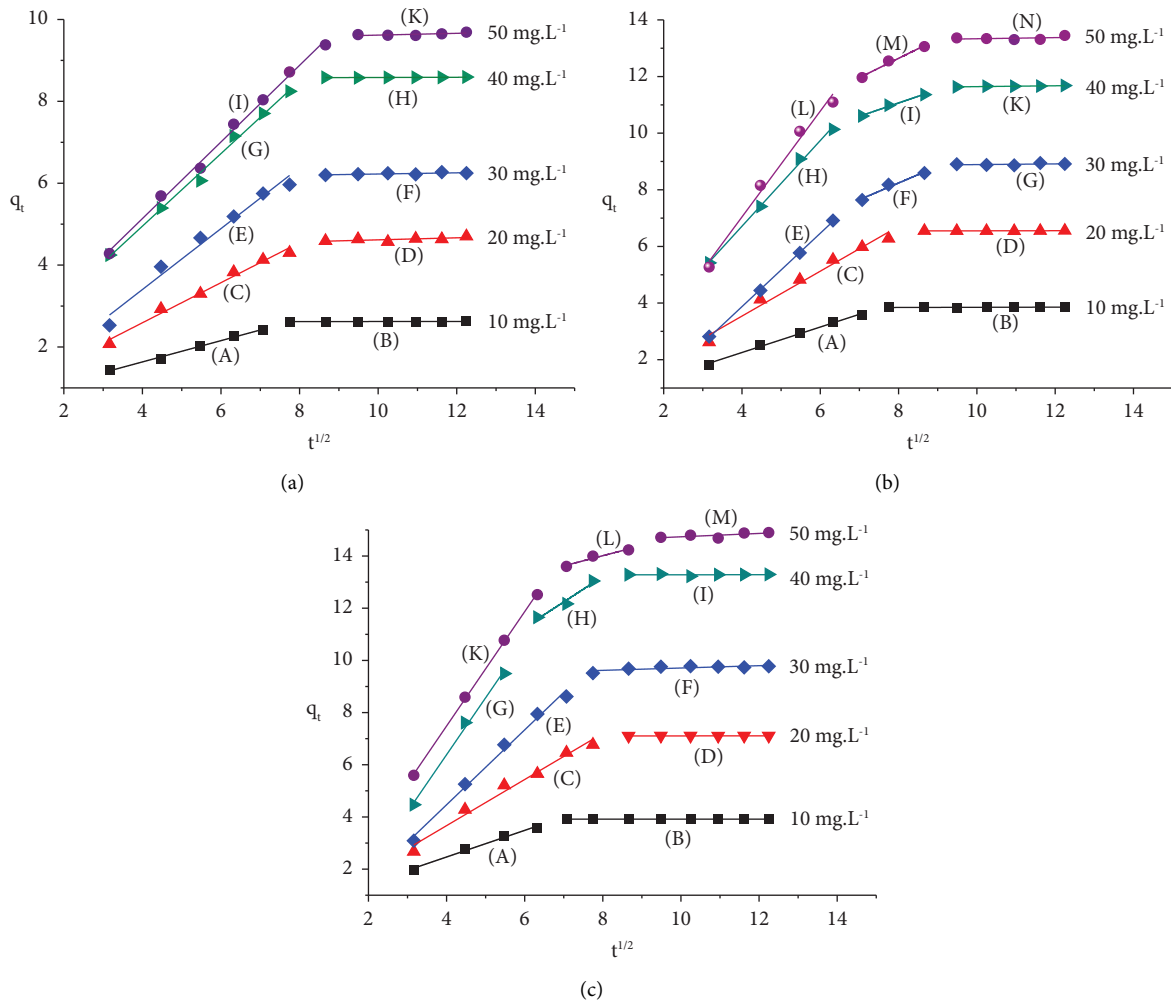 10
8
6
4
2
q_t
2
4
6
8
10
12
14
t^{1/2}
(K)
50 mg.L⁻¹
40 mg.L⁻¹
(H)
(I)
(G)
30 mg.L⁻¹
(F)
(E)
20 mg.L⁻¹
(D)
(C)
10 mg.L⁻¹
(B)
(A)
(a)
14
12
10
8
6
4
2
q_t
2
4
6
8
10
12
14
t^{1/2}
(N)
50 mg.L⁻¹
(M)
40 mg.L⁻¹
(K)
(L)
(I)
(H)
30 mg.L⁻¹
(G)
(F)
(E)
20 mg.L⁻¹
(D)
(C)
10 mg.L⁻¹
(B)
(A)
(b)
14
12
10
8
6
4
2
q_t
2
4
6
8
10
12
14
t^{1/2}
(M)
50 mg.L⁻¹
(L)
40 mg.L⁻¹
(I)
(H)
(K)
(G)
30 mg.L⁻¹
(F)
(E)
20 mg.L⁻¹
(D)
(C)
10 mg.L⁻¹
(B)
(A)
(c)